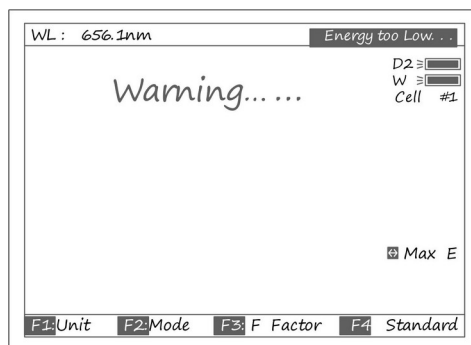 WL : 656.1nm Energy too Low. . .
D2
W
Warning... ...
Cell #1
Max E
F1:Unit F2:Mode F3: F Factor F4 Standard